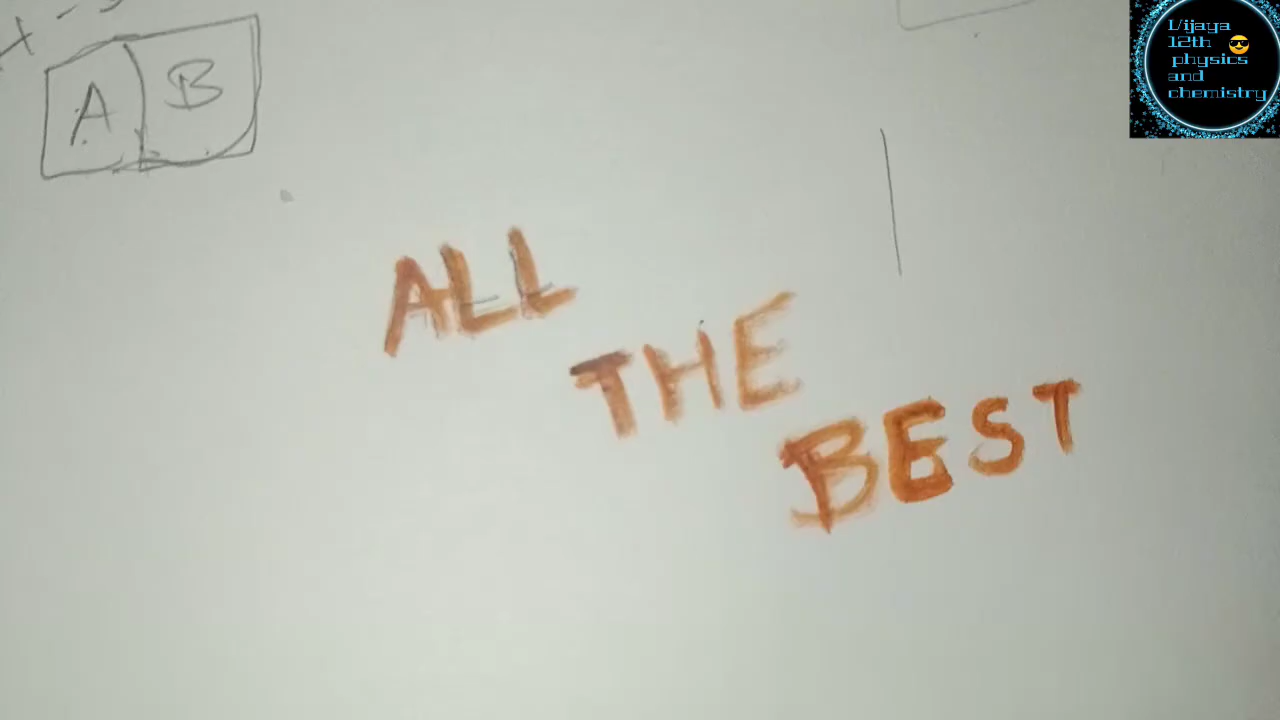 A B
ALL
THE
BEST
Vijaya
12th 😎
physics
and
chemistry